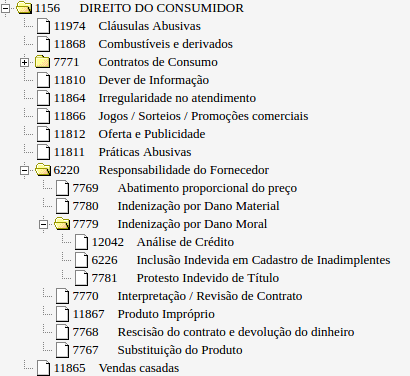 1156 DIREITO DO CONSUMIDOR
11974 Cláusulas Abusivas
11868 Combustíveis e derivados
7771 Contratos de Consumo
11810 Dever de Informação
11864 Irregularidade no atendimento
11866 Jogos / Sorteios / Promoções comerciais
11812 Oferta e Publicidade
11811 Práticas Abusivas
6220 Responsabilidade do Fornecedor
7769 Abatimento proporcional do preço
7780 Indenização por Dano Material
7779 Indenização por Dano Moral
12042 Análise de Crédito
6226 Inclusão Indevida em Cadastro de Inadimplentes
7781 Protesto Indevido de Título
7770 Interpretação / Revisão de Contrato
11867 Produto Impróprio
7768 Rescisão do contrato e devolução do dinheiro
7767 Substituição do Produto
11865 Vendas casadas